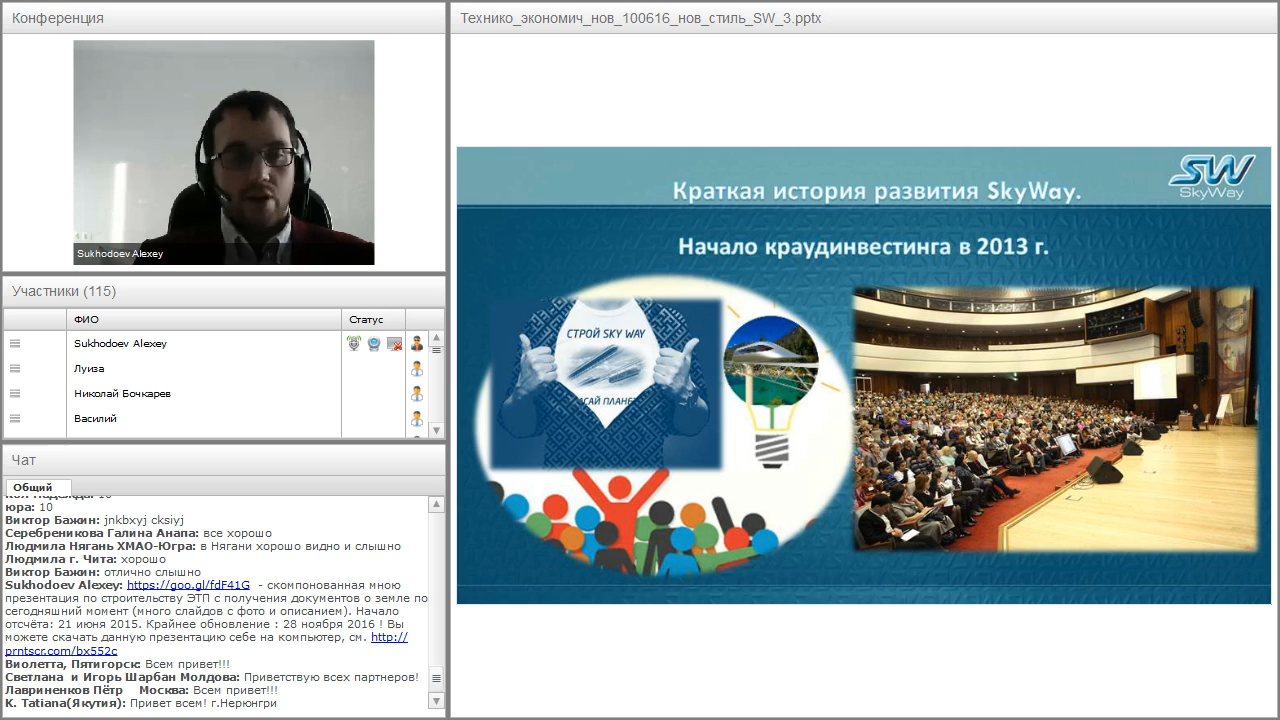 Конференция
Sukhodoev Alexey
Участники (115)
ФИО
Статус
Sukhodoev Alexey
Луиза
Николай Бочкарев
Василий
Чат
Общий
юра: 10
Виктор Бажин: jnkbxyj cksiyj
Серебреникова Галина Анапа: все хорошо
Людмила Нягань ХМАО-Югра: в Нягани хорошо видно и слышно
Людмила г. Чита: хорошо
Виктор Бажин: отлично слышно
Sukhodoev Alexey: https://goo.gl/fdF41G - скомпонованная мною
презентация по строительству ЭТП с получения документов о земле по
сегодняшний момент (много слайдов с фото и описанием). Начало
отсчёта: 21 июня 2015. Крайнее обновление : 28 ноября 2016 ! Вы
можете скачать данную презентацию себе на компьютер, см. http://
prntscr.com/bx552c
Виолетта, Пятигорск: Всем привет!!!
Светлана и Игорь Шарбан Молдова: Приветствую всех партнеров!
Лавриненков Пётр Москва: Всем привет!!!
K. Tatiana(Якутия): Привет всем! г.Нерюнгри
Технико_экономич_нов_100616_нов_стиль_SW_3.pptx
SW
SkyWay
Краткая история развития SkyWay.
Начало краудинвестинга в 2013 г.
СТРОЙ SKY WAY